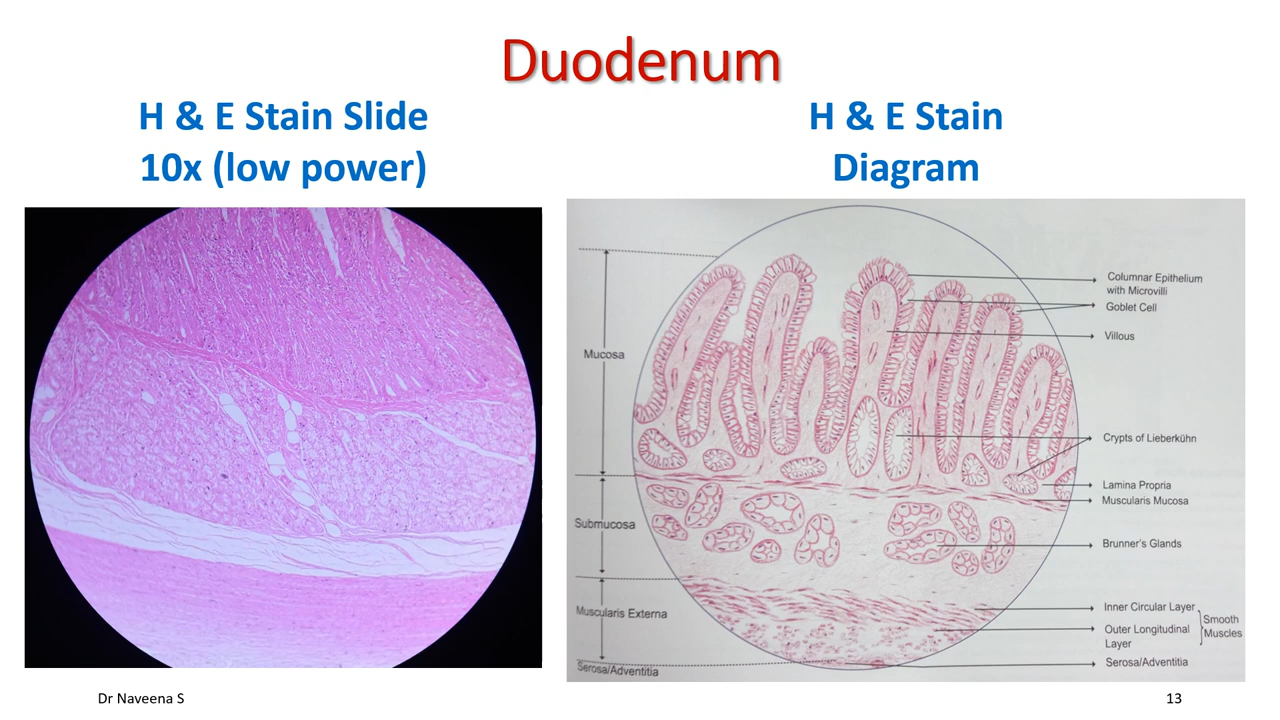 Duodenum
H & E Stain Slide
10x (low power)
H & E Stain
Diagram
Mucosa
Submucosa
Muscularis Externa
Serosa/Adventitia
Columnar Epithelium
with Microvilli
Goblet Cell
Villous
Crypts of Lieberkühn
Lamina Propria
Muscularis Mucosa
Brunner's Glands
Inner Circular Layer
Outer Longitudinal
Layer
Smooth
Muscles
Serosa/Adventitia
Dr Naveena S
13